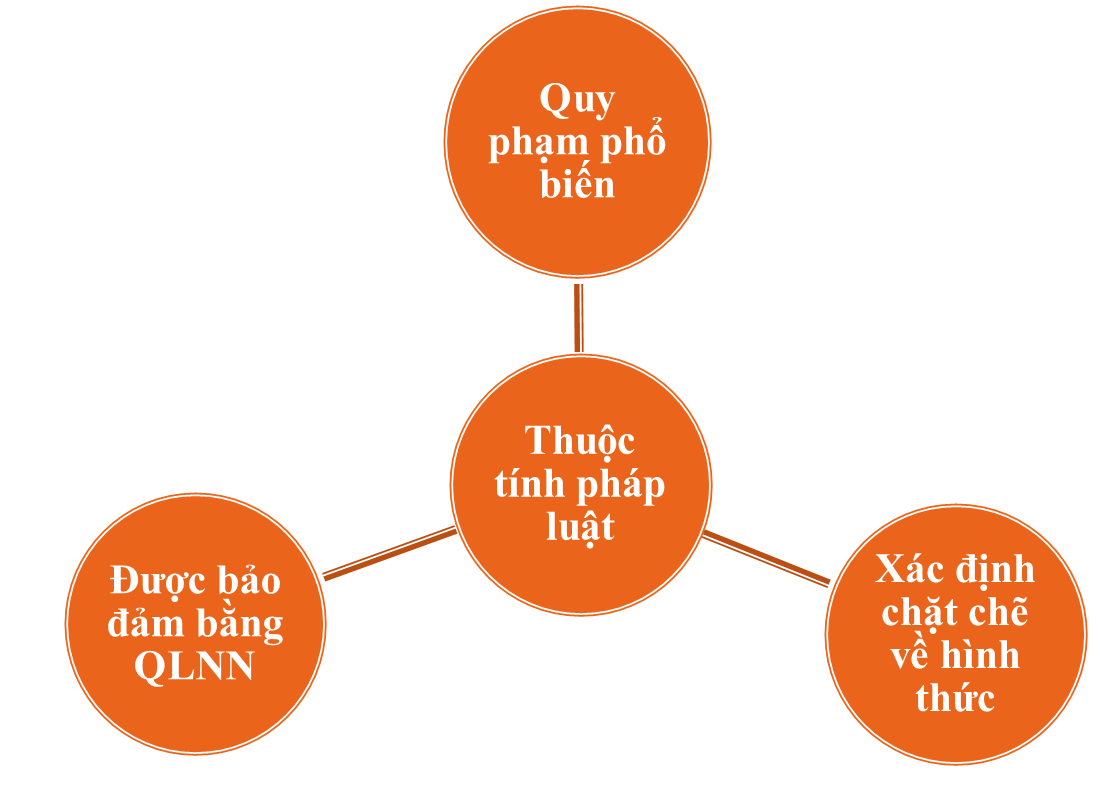 Quy
phạm phổ
biến
Thuộc
tính pháp
luật
Được bảo
đảm bằng
QLNN
Xác định
chặt chẽ
về hình
thức